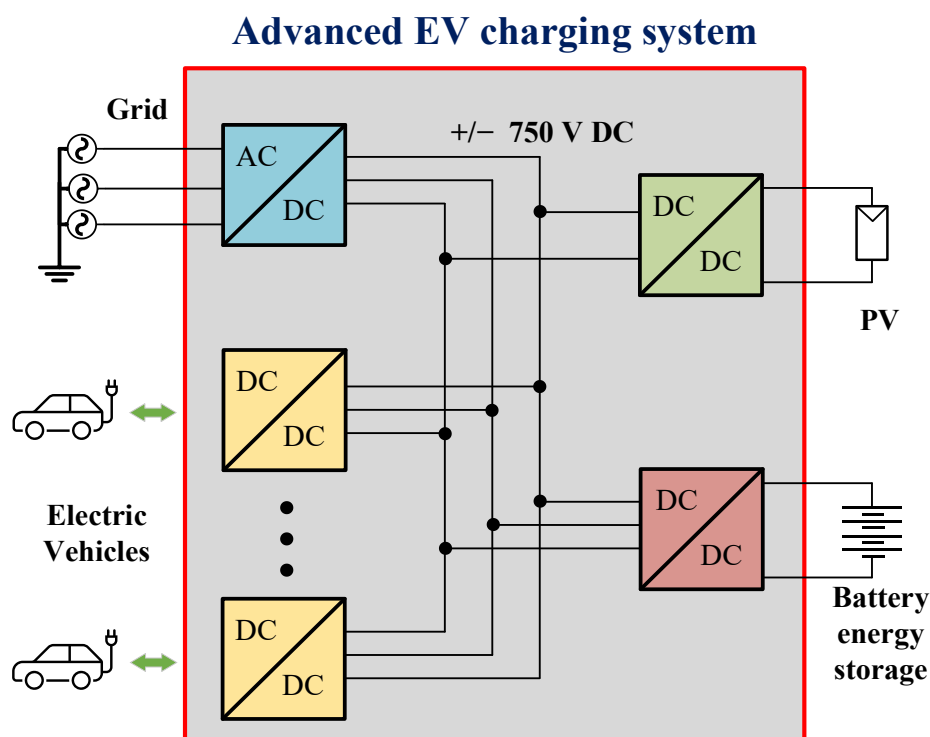 Advanced EV charging system
Grid
+/− 750 V DC
AC
DC
DC
DC
PV
DC
DC
Electric
Vehicles
DC
DC
Battery
energy
storage
DC
DC